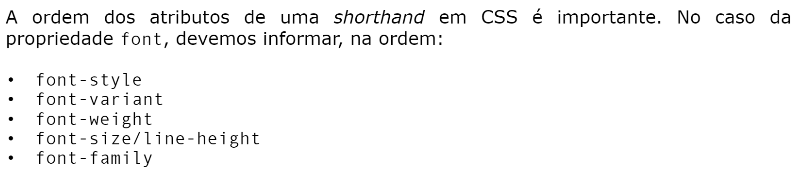 A ordem dos atributos de uma shorthand em CSS é importante. No caso da
propriedade font, devemos informar, na ordem:
• font-style
• font-variant
• font-weight
• font-size/line-height
• font-family